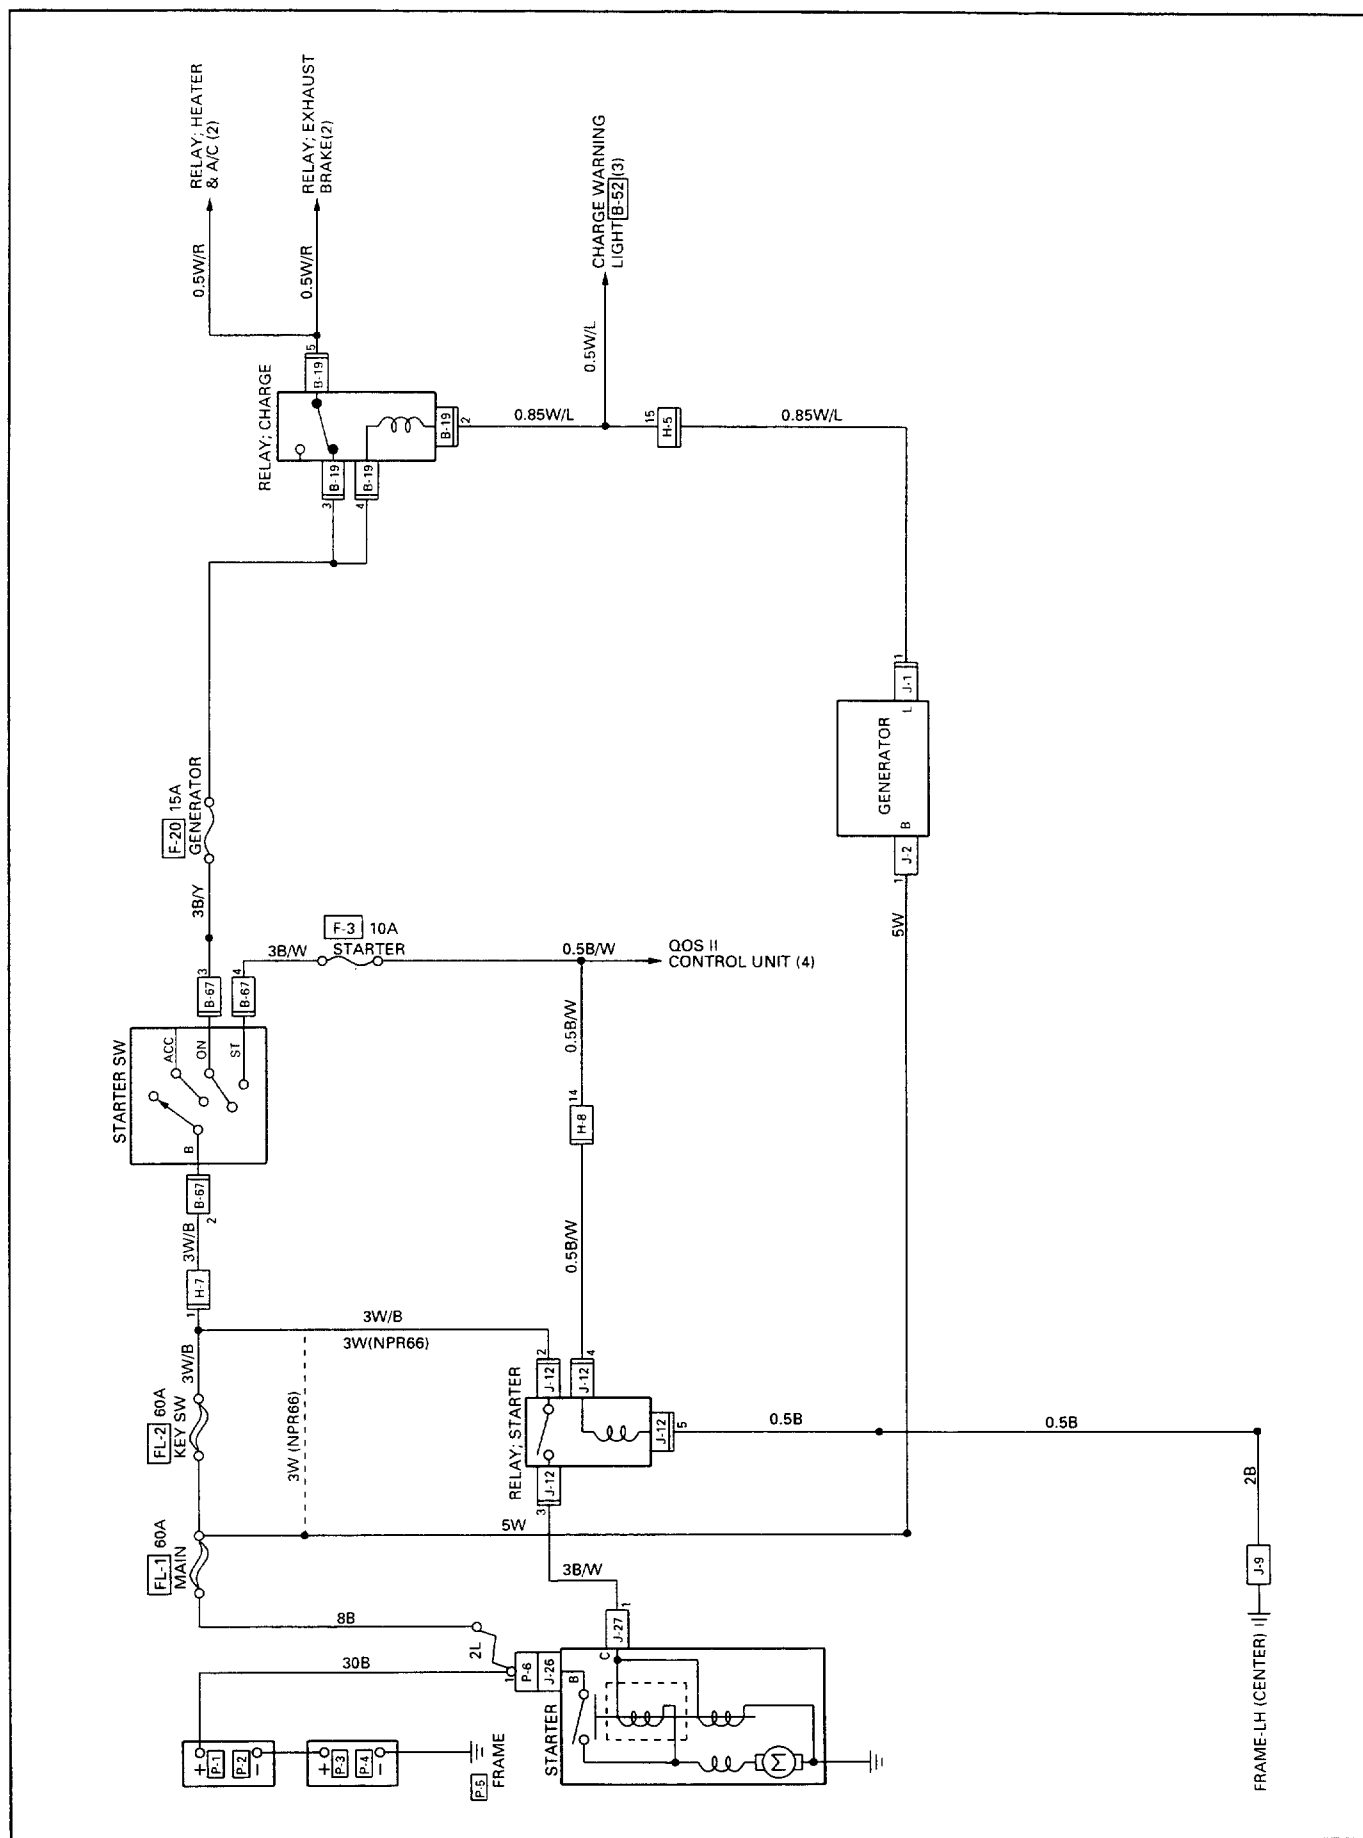 RELAY; HEATER
& A/C (2)
RELAY; EXHAUST
BRAKE(2)
0.5W/R
0.5W/R
CHARGE WARNING
LIGHT B-52 (3)
0.5W/L
RELAY; CHARGE
5
B-19
B-19
2
B-19
3
B-19
4
0.85W/L
15
H-5
0.85W/L
F-20 15A
GENERATOR
3B/Y
1
J-1
L
GENERATOR
B
J-2
1
5W
F-3 10A
STARTER
3B/W
0.5B/W
QOS II
CONTROL UNIT (4)
3
B-67
4
B-67
STARTER SW
ACC
ON
ST
B
B-67
2
0.5B/W
14
H-8
0.5B/W
3W/B
H-7
1
3W/B
3W(NPR66)
3W/B
FL-2 60A
KEY SW
3W (NPR66)
RELAY; STARTER
2
J-12
4
J-12
J-12
5
J-12
3
0.5B
0.5B
2B
5W
FL-1 60A
MAIN
3B/W
J-9
FRAME-LH (CENTER)
8B
2L
30B
1
P-6
J-26
B
1
J-27
C
STARTER
M
+
P-1
P-2
−
+
P-3
P-4
−
P-5
FRAME